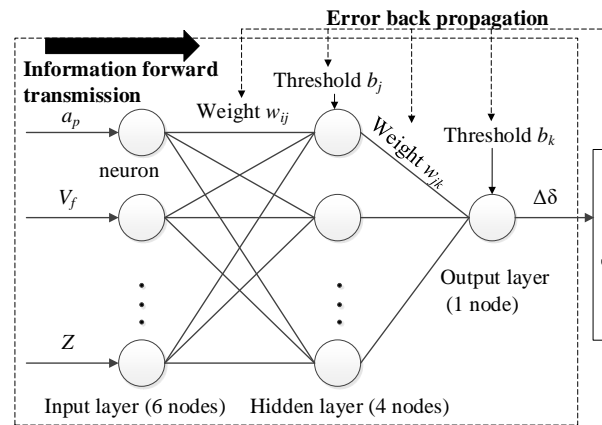 Error back propagation
Information forward
transmission
Threshold b_j
Weight w_ij
a_p
Weight w_jk
Threshold b_k
neuron
V_f
Δδ
Output layer
(1 node)
Z
Input layer (6 nodes)
Hidden layer (4 nodes)